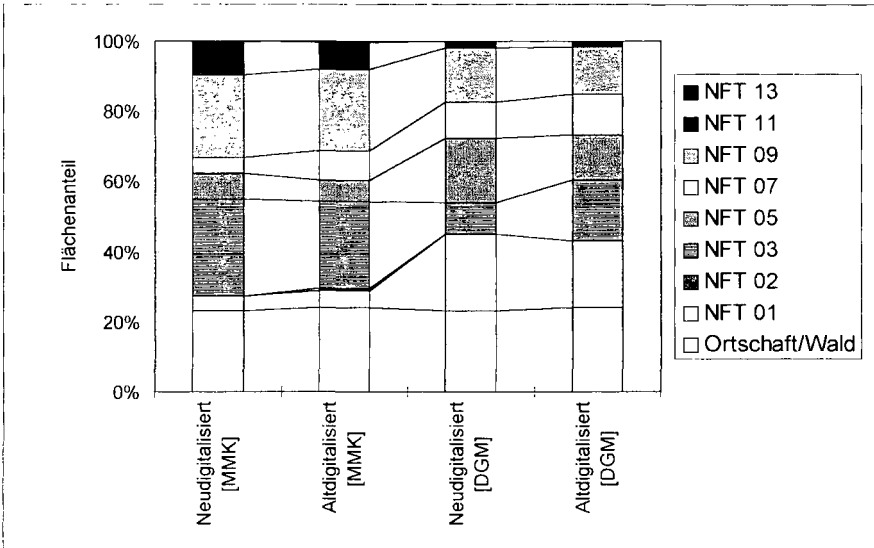 100%
80%
60%
40%
20%
0%
Flächenanteil
Neudigitalisiert
[MMK]
Altdigitalisiert
[MMK]
Neudigitalisiert
[DGM]
Altdigitalisiert
[DGM]
NFT 13
NFT 11
NFT 09
NFT 07
NFT 05
NFT 03
NFT 02
NFT 01
Ortschaft/Wald